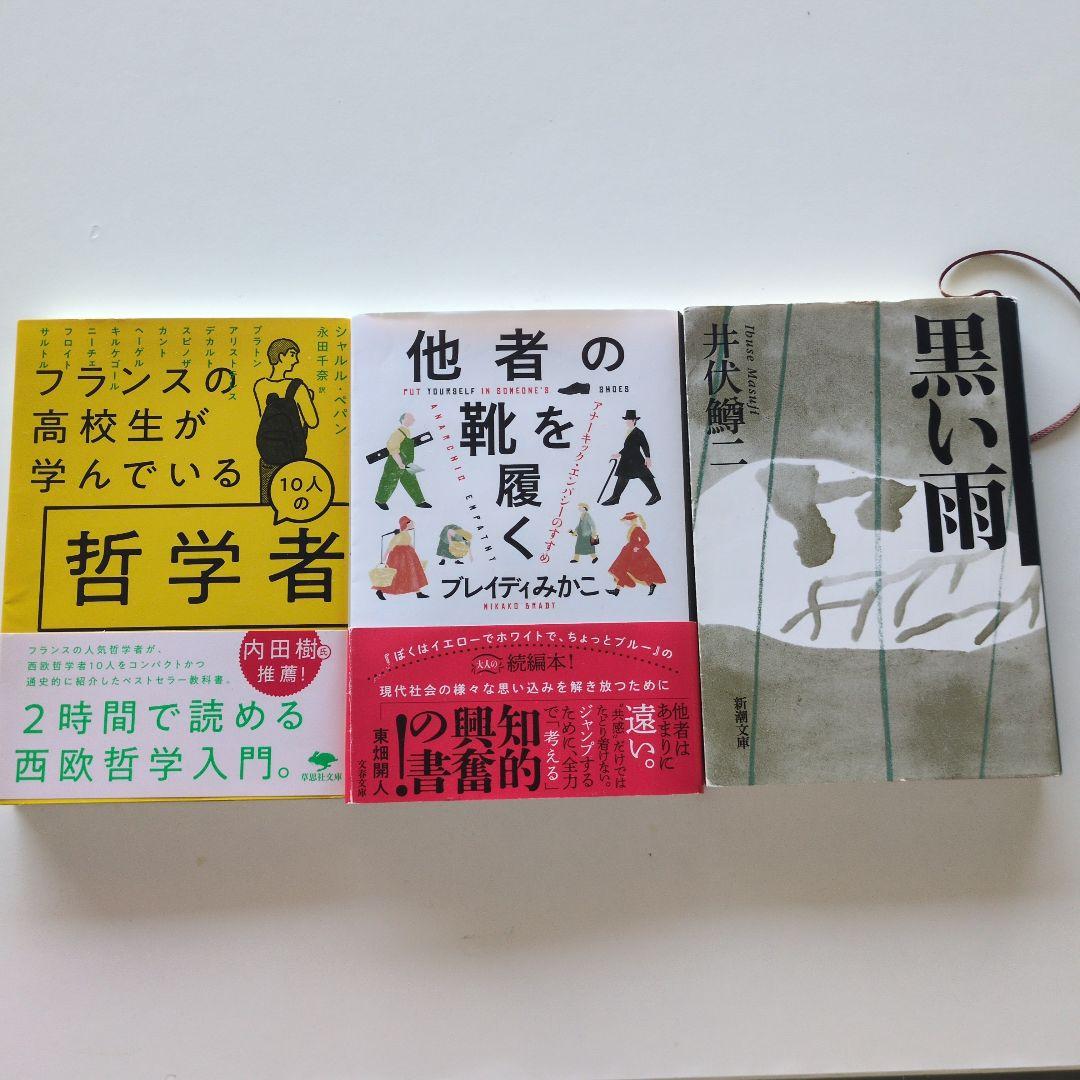 シャルル・ペパン
永田千奈 訳
プラトン
アリストテレス
デカルト
スピノザ
カント
ヘーゲル
キルケゴール
ニーチェ
フロイト
サルトル
フランスの
高校生が
学んでいる
10人の
哲学者
フランスの人気哲学者が、
西欧哲学者10人をコンパクトかつ
通史的に紹介したベストセラー教科書。
内田樹氏
推薦!
2時間で読める
西欧哲学入門。
草思社文庫
他者の
PUT YOURSELF IN SOMEONE'S SHOES
靴を
履く
アナーキック・エンパシーのすすめ
ANARCHIC EMPATHY
ブレイディみかこ
MIKAKO BRADY
『ぼくはイエローでホワイトで、ちょっとブルー』の
大人の続編本!
現代社会の様々な思い込みを解き放つために
他者は
あまりに
遠い。
“共感”だけでは
たどり着けない。
ジャンプする
ために、全力
で「考える」
知的
興奮
の書
!
東畑開人
文春文庫
黒い雨
Ibuse Masuji
井伏鱒二
新潮文庫